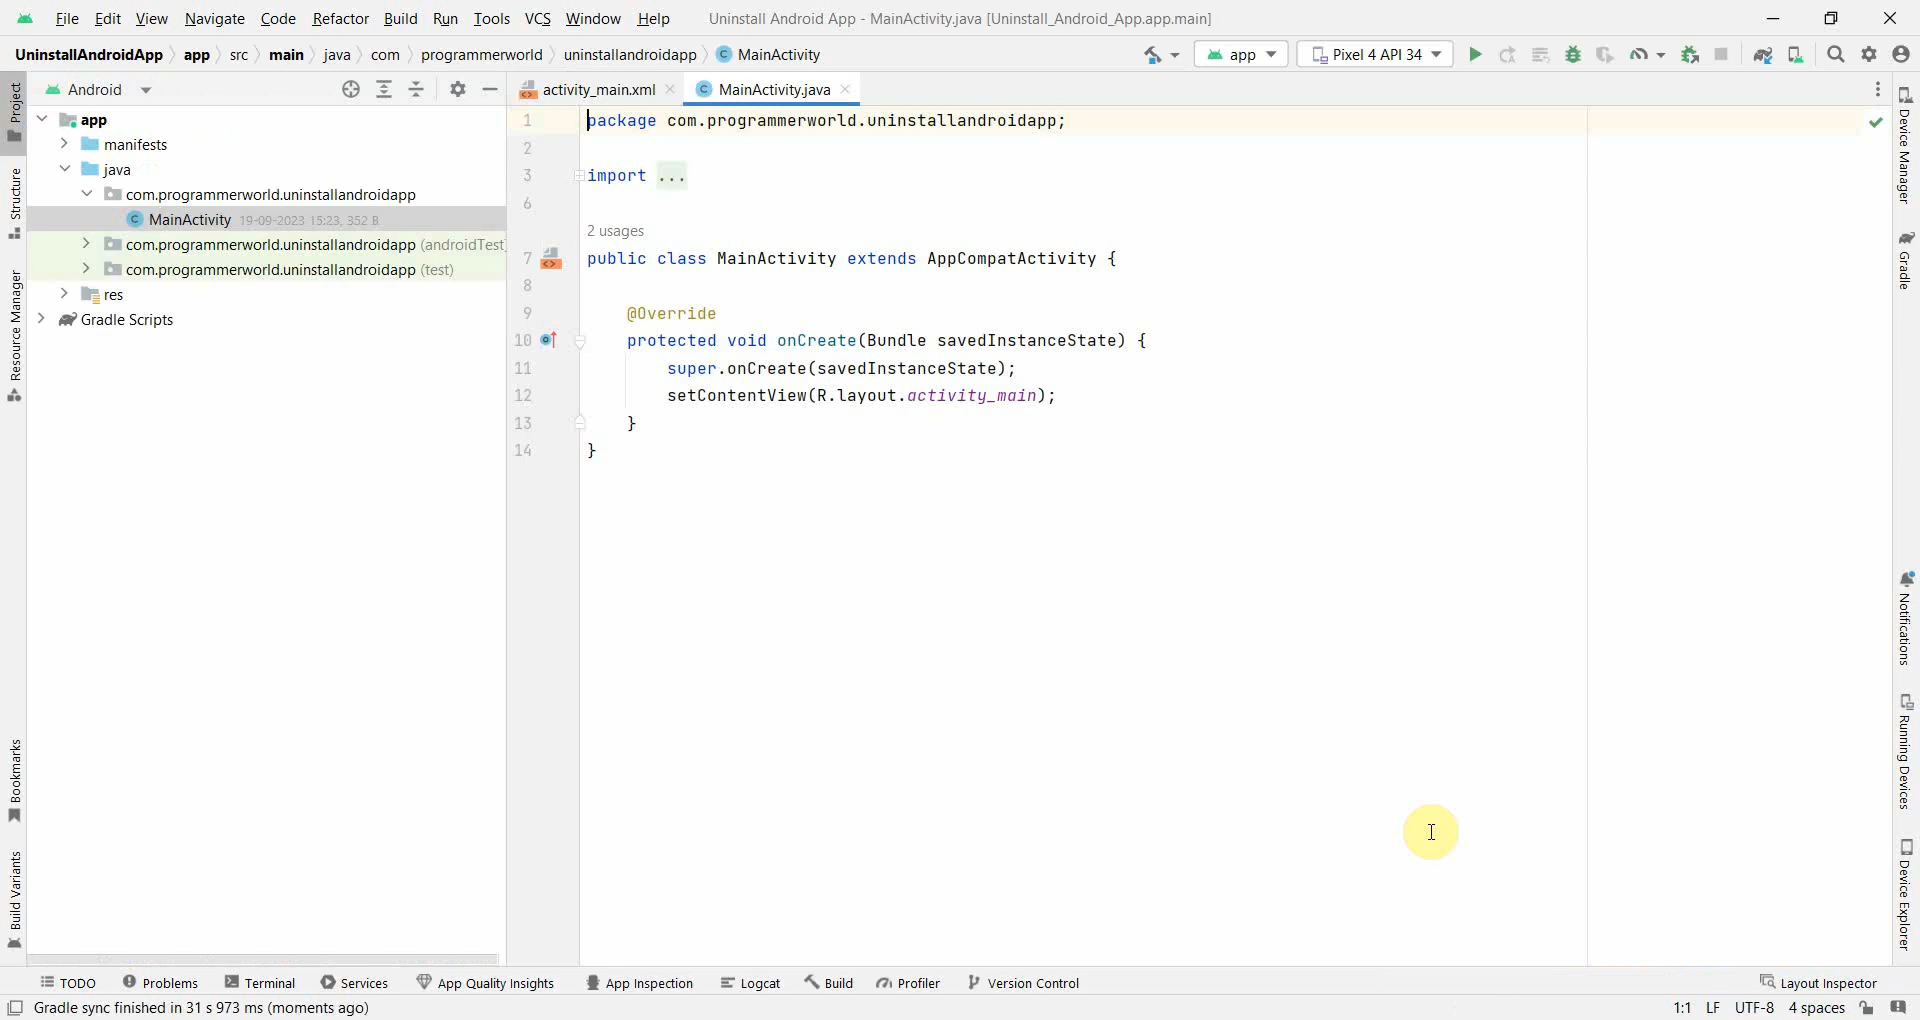 File Edit View Navigate Code Refactor Build Run Tools VCS Window Help Uninstall Android App - MainActivity.java [Uninstall_Android_App.app.main]
UninstallAndroidApp app src main java com programmerworld uninstallandroidapp MainActivity app Pixel 4 API 34
Android
activity_main.xml MainActivity.java
app
manifests
java
com.programmerworld.uninstallandroidapp
MainActivity 19-09-2023 15:23, 352 B
com.programmerworld.uninstallandroidapp (androidTest)
com.programmerworld.uninstallandroidapp (test)
res
Gradle Scripts
1 package com.programmerworld.uninstallandroidapp;
2
3 import ...
6
2 usages
7 public class MainActivity extends AppCompatActivity {
8
9 @Override
10 protected void onCreate(Bundle savedInstanceState) {
11 super.onCreate(savedInstanceState);
12 setContentView(R.layout.activity_main);
13 }
14 }
Project
Structure
Resource Manager
Bookmarks
Build Variants
Device Manager
Gradle
Notifications
Running Devices
Device Explorer
TODO Problems Terminal Services App Quality Insights App Inspection Logcat Build Profiler Version Control Layout Inspector
Gradle sync finished in 31 s 973 ms (moments ago) 1:1 LF UTF-8 4 spaces